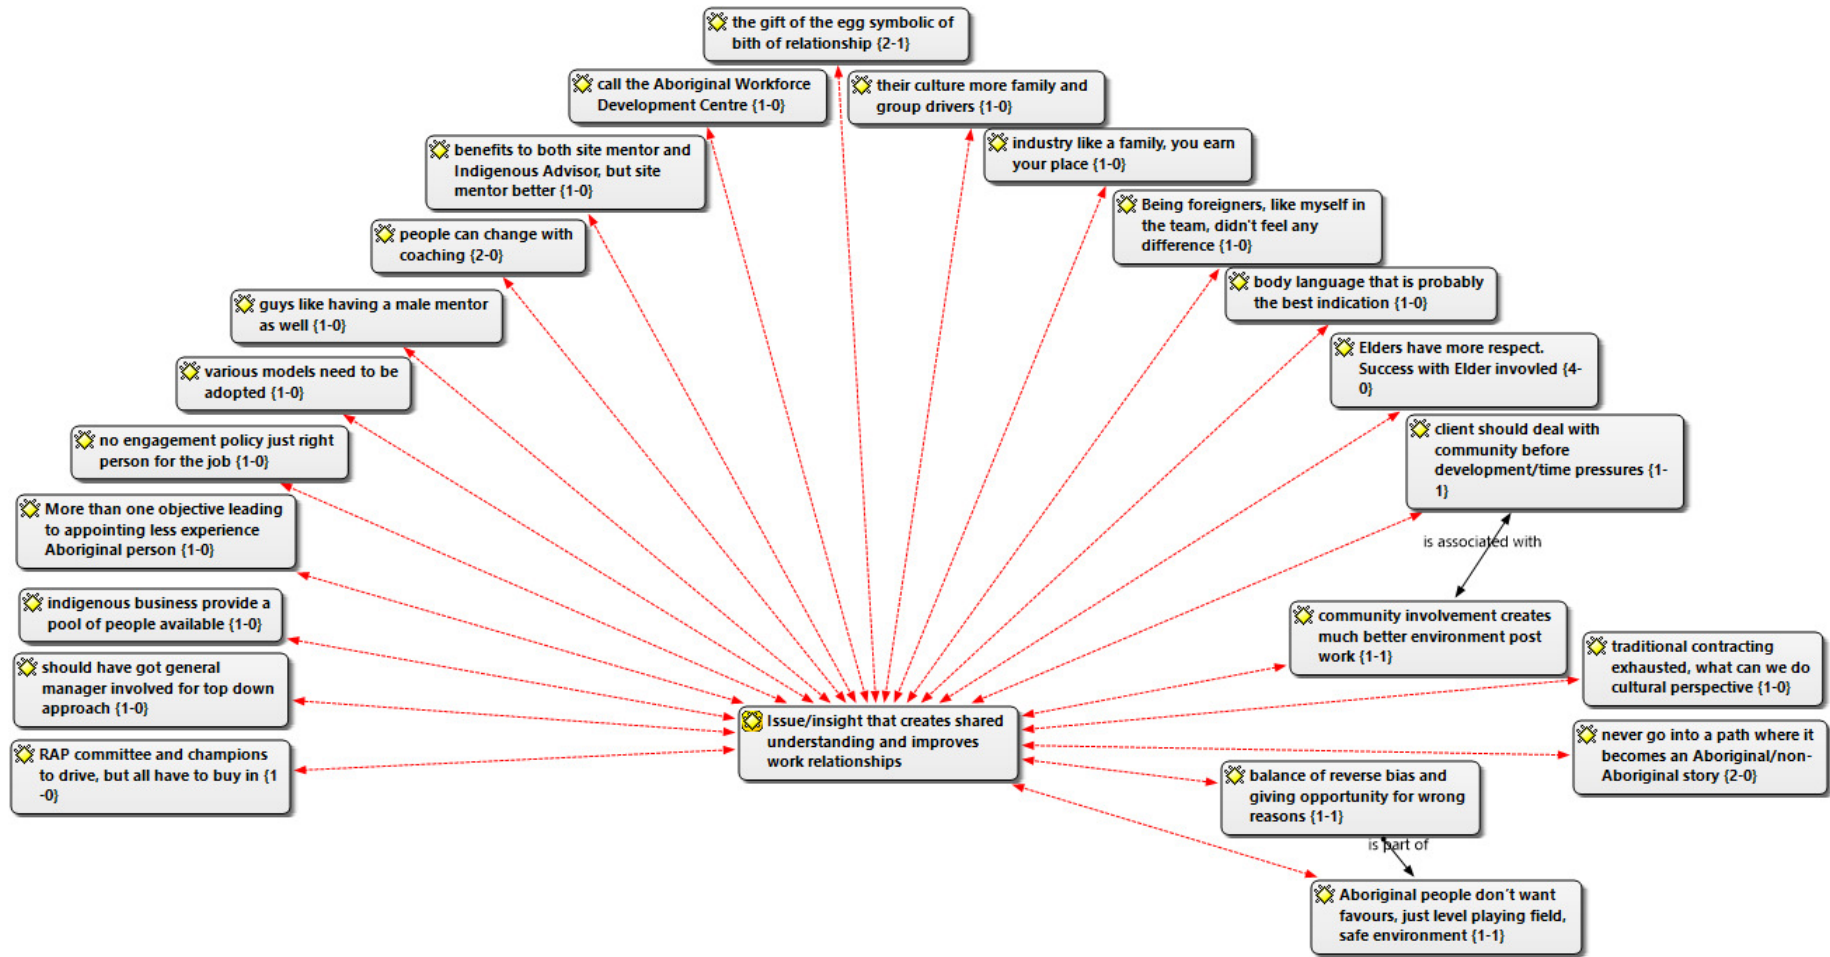 the gift of the egg symbolic of
bith of relationship {2-1}
call the Aboriginal Workforce
Development Centre {1-0}
their culture more family and
group drivers {1-0}
benefits to both site mentor and
Indigenous Advisor, but site
mentor better {1-0}
industry like a family, you earn
your place {1-0}
people can change with
coaching {2-0}
Being foreigners, like myself in
the team, didn't feel any
difference {1-0}
guys like having a male mentor
as well {1-0}
body language that is probably
the best indication {1-0}
various models need to be
adopted {1-0}
Elders have more respect.
Success with Elder invovled {4-
0}
no engagement policy just right
person for the job {1-0}
client should deal with
community before
development/time pressures {1-
1}
More than one objective leading
to appointing less experience
Aboriginal person {1-0}
is associated with
indigenous business provide a
pool of people available {1-0}
community involvement creates
much better environment post
work {1-1}
should have got general
manager involved for top down
approach {1-0}
traditional contracting
exhausted, what can we do
cultural perspective {1-0}
RAP committee and champions
to drive, but all have to buy in {1
-0}
Issue/insight that creates shared
understanding and improves
work relationships
never go into a path where it
becomes an Aboriginal/non-
Aboriginal story {2-0}
balance of reverse bias and
giving opportunity for wrong
reasons {1-1}
is part of
Aboriginal people don't want
favours, just level playing field,
safe environment {1-1}